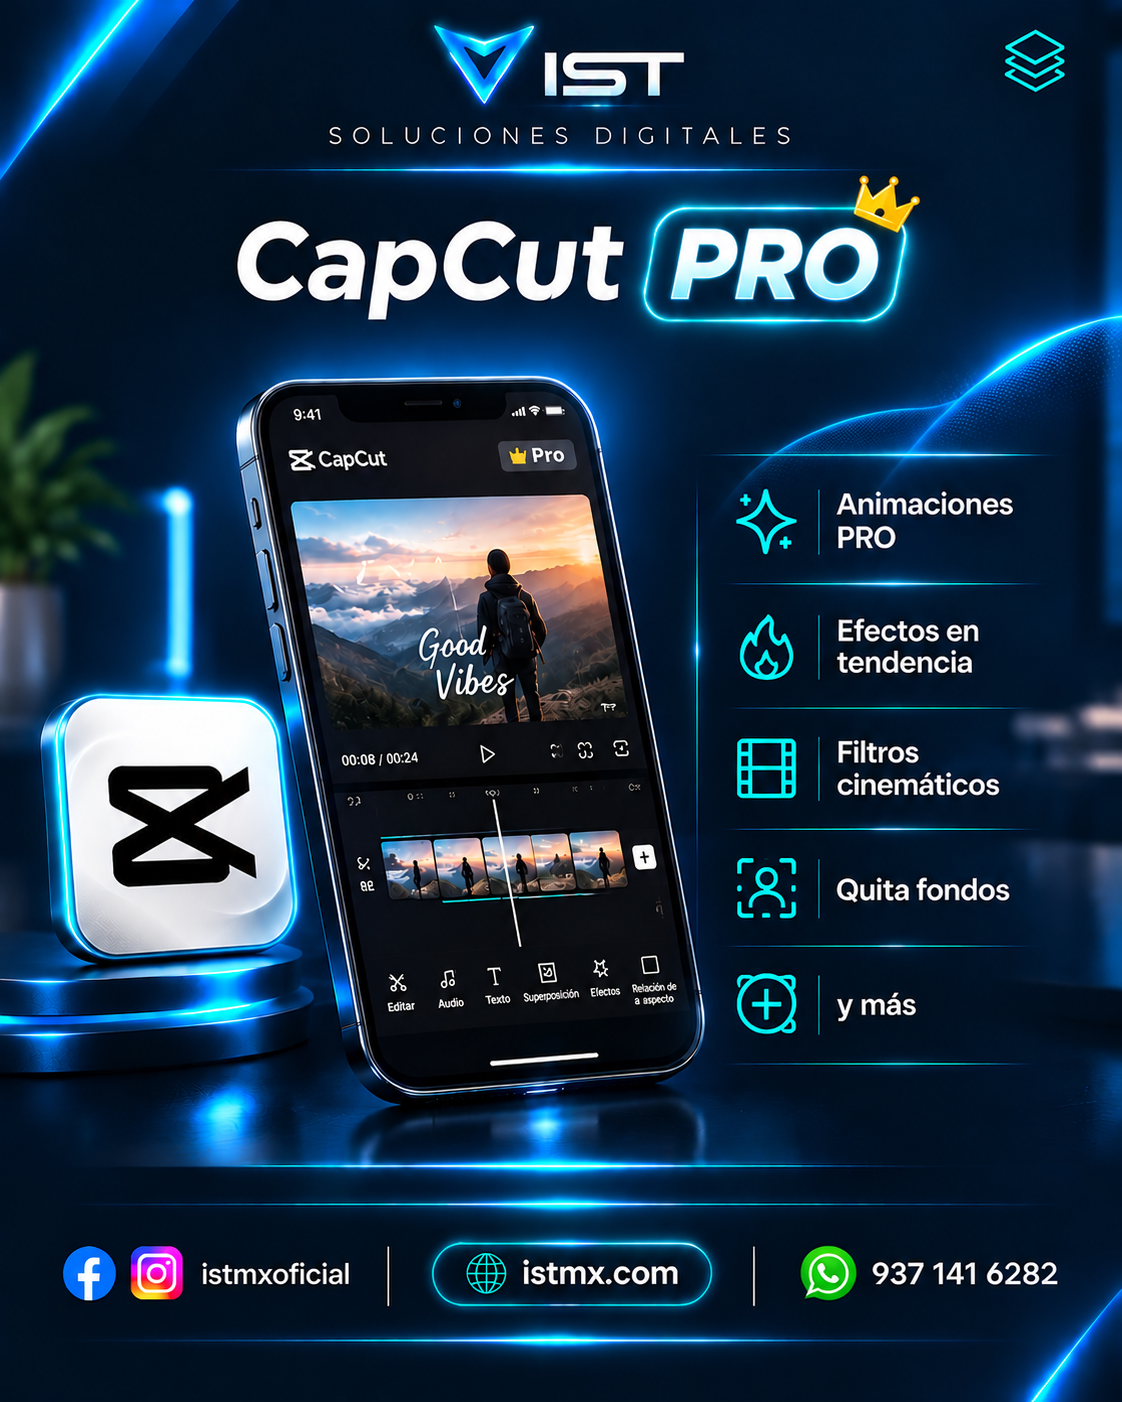 IST
SOLUCIONES DIGITALES
CapCut PRO
9:41
CapCut
Pro
Good
Vibes
00:08 / 00:24
Editar
Audio
Texto
Superposición
Efectos
Relación de
a aspecto
Animaciones
PRO
Efectos en
tendencia
Filtros
cinemáticos
Quita fondos
y más
istmxoficial
istmx.com
937 141 6282